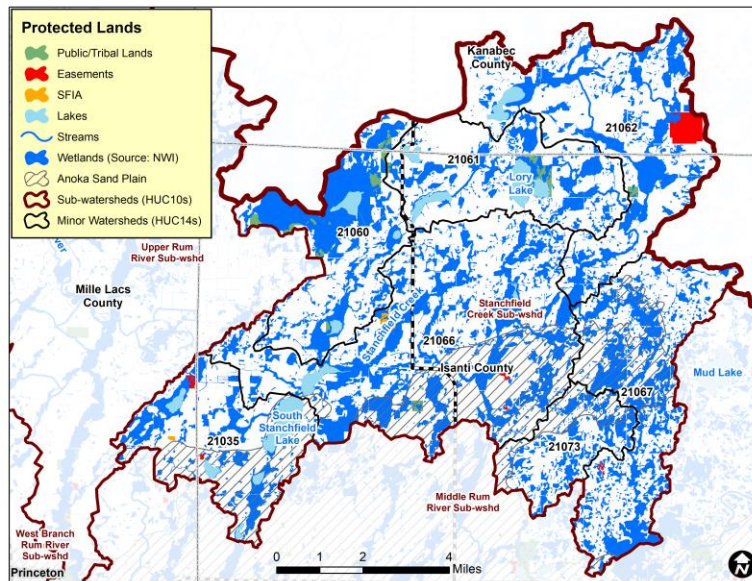 Protected Lands
Public/Tribal Lands
Easements
SFIA
Lakes
Streams
Wetlands (Source: NWI)
Anoka Sand Plain
Sub-watersheds (HUC10s)
Minor Watersheds (HUC14s)
Kanabec
County
21062
21061
Lory
Lake
21060
Upper Rum
River Sub-wshd
Mille Lacs
County
Stanchfield Creek
Stanchfield
Creek Sub-wshd
21066
Isanti County
Mud Lake
21067
South
Stanchfield
Lake
21035
21073
Middle Rum
River Sub-wshd
West Branch
Rum River
Sub-wshd
Princeton
0 1 2 4
Miles
N